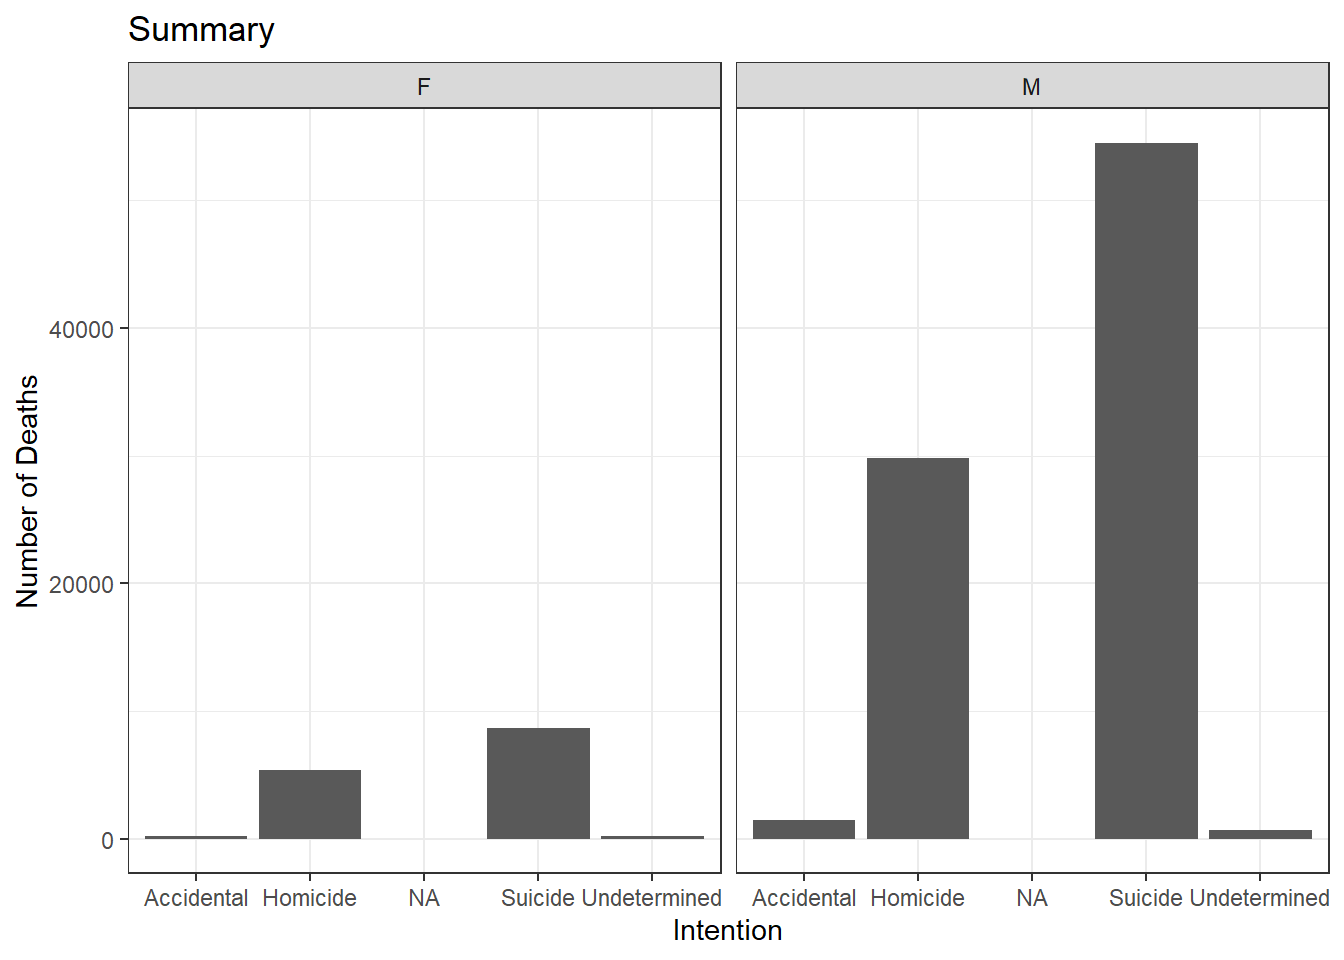 Summary
F
M
Number of Deaths
40000
20000
0
Accidental Homicide NA Suicide Undetermined
Accidental Homicide NA Suicide Undetermined
Intention